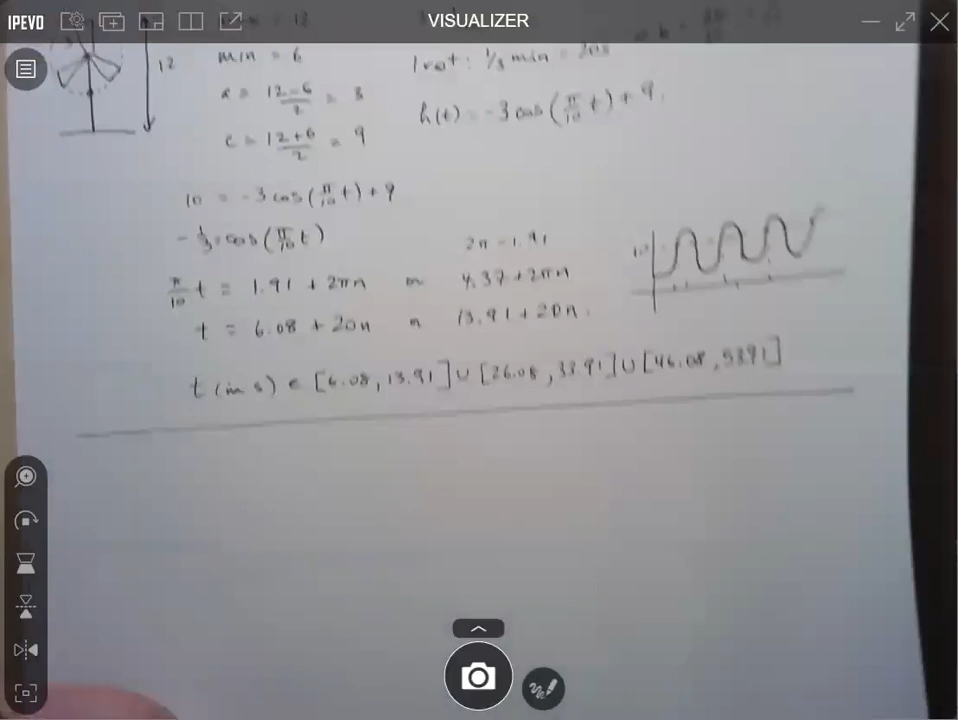 IPEVO
VISUALIZER
12
12
min = 6
a = 12-6/2 = 3
c = 12+6/2 = 9
1 rot: 1/3 min = 20s
h(t) = -3 cos(π/10 t) + 9.
10 = -3 cos(π/10 t) + 9
-1/3 = cos(π/10 t)
2π - 1.91
π/10 t = 1.91 + 2πn or 4.37 + 2πn
t = 6.08 + 20n or 13.91 + 20n.
t (in s) ∈ [6.08, 13.91] ∪ [26.08, 33.91] ∪ [46.08, 53.91]